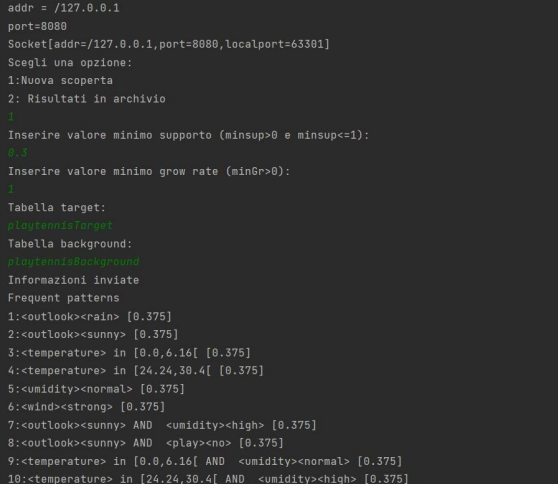 addr = /127.0.0.1
port=8080
Socket[addr=/127.0.0.1,port=8080,localport=63301]
Scegli una opzione:
1:Nuova scoperta
2: Risultati in archivio
1
Inserire valore minimo supporto (minsup>0 e minsup<=1):
0,3
Inserire valore minimo grow rate (minGr>0):
1
Tabella target:
playtennisTarget
Tabella background:
playtennisBackground
Informazioni inviate
Frequent patterns
1:<outlook><rain> [0.375]
2:<outlook><sunny> [0.375]
3:<temperature> in [0.0,6.16[ [0.375]
4:<temperature> in [24.24,30.4[ [0.375]
5:<umidity><normal> [0.375]
6:<wind><strong> [0.375]
7:<outlook><sunny> AND  <umidity><high> [0.375]
8:<outlook><sunny> AND  <play><no> [0.375]
9:<temperature> in [0.0,6.16[ AND  <umidity><normal> [0.375]
10:<temperature> in [24.24,30.4[ AND  <umidity><high> [0.375]